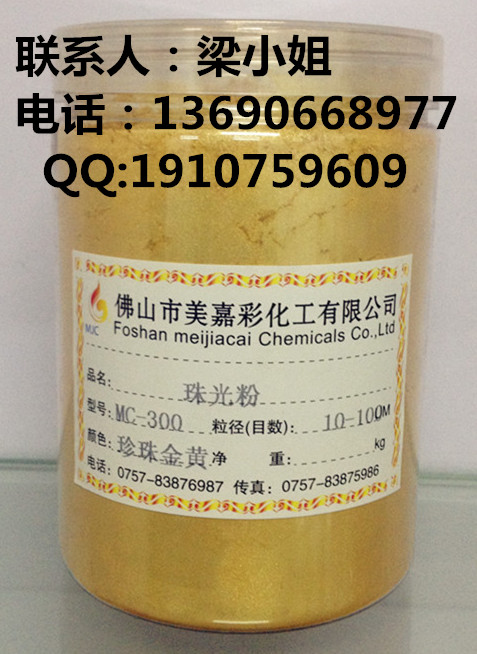 联系人：梁小姐
电话：13690668977
QQ:1910759609
MJC
佛山市美嘉彩化工有限公司
Foshan meijiacai Chemicals Co.,Ltd
品名: 珠光粉
型号: MC-300 粒径(目数): 10-100M
颜色: 珍珠金黄 净 重: kg
电话: 0757-83876987 传真: 0757-83875986